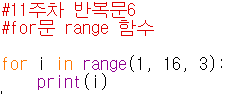 #11주차 반복문6
#for문 range 함수
for i in range(1, 16, 3):
    print(i)